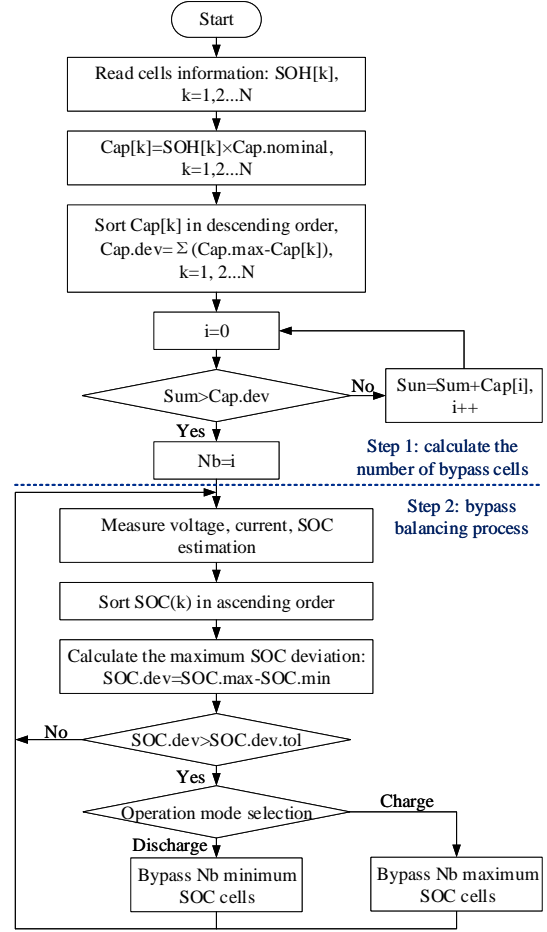 Start
Read cells information: SOH[k],
k=1,2...N
Cap[k]=SOH[k]×Cap.nominal,
k=1,2...N
Sort Cap[k] in descending order,
Cap.dev=Σ(Cap.max-Cap[k]),
k=1, 2...N
i=0
Sum>Cap.dev
No
Sun=Sum+Cap[i],
i++
Yes
Nb=i
Step 1: calculate the
number of bypass cells
Step 2: bypass
balancing process
Measure voltage, current, SOC
estimation
Sort SOC(k) in ascending order
Calculate the maximum SOC deviation:
SOC.dev=SOC.max-SOC.min
No
SOC.dev>SOC.dev.tol
Yes
Operation mode selection
Charge
Discharge
Bypass Nb minimum
SOC cells
Bypass Nb maximum
SOC cells